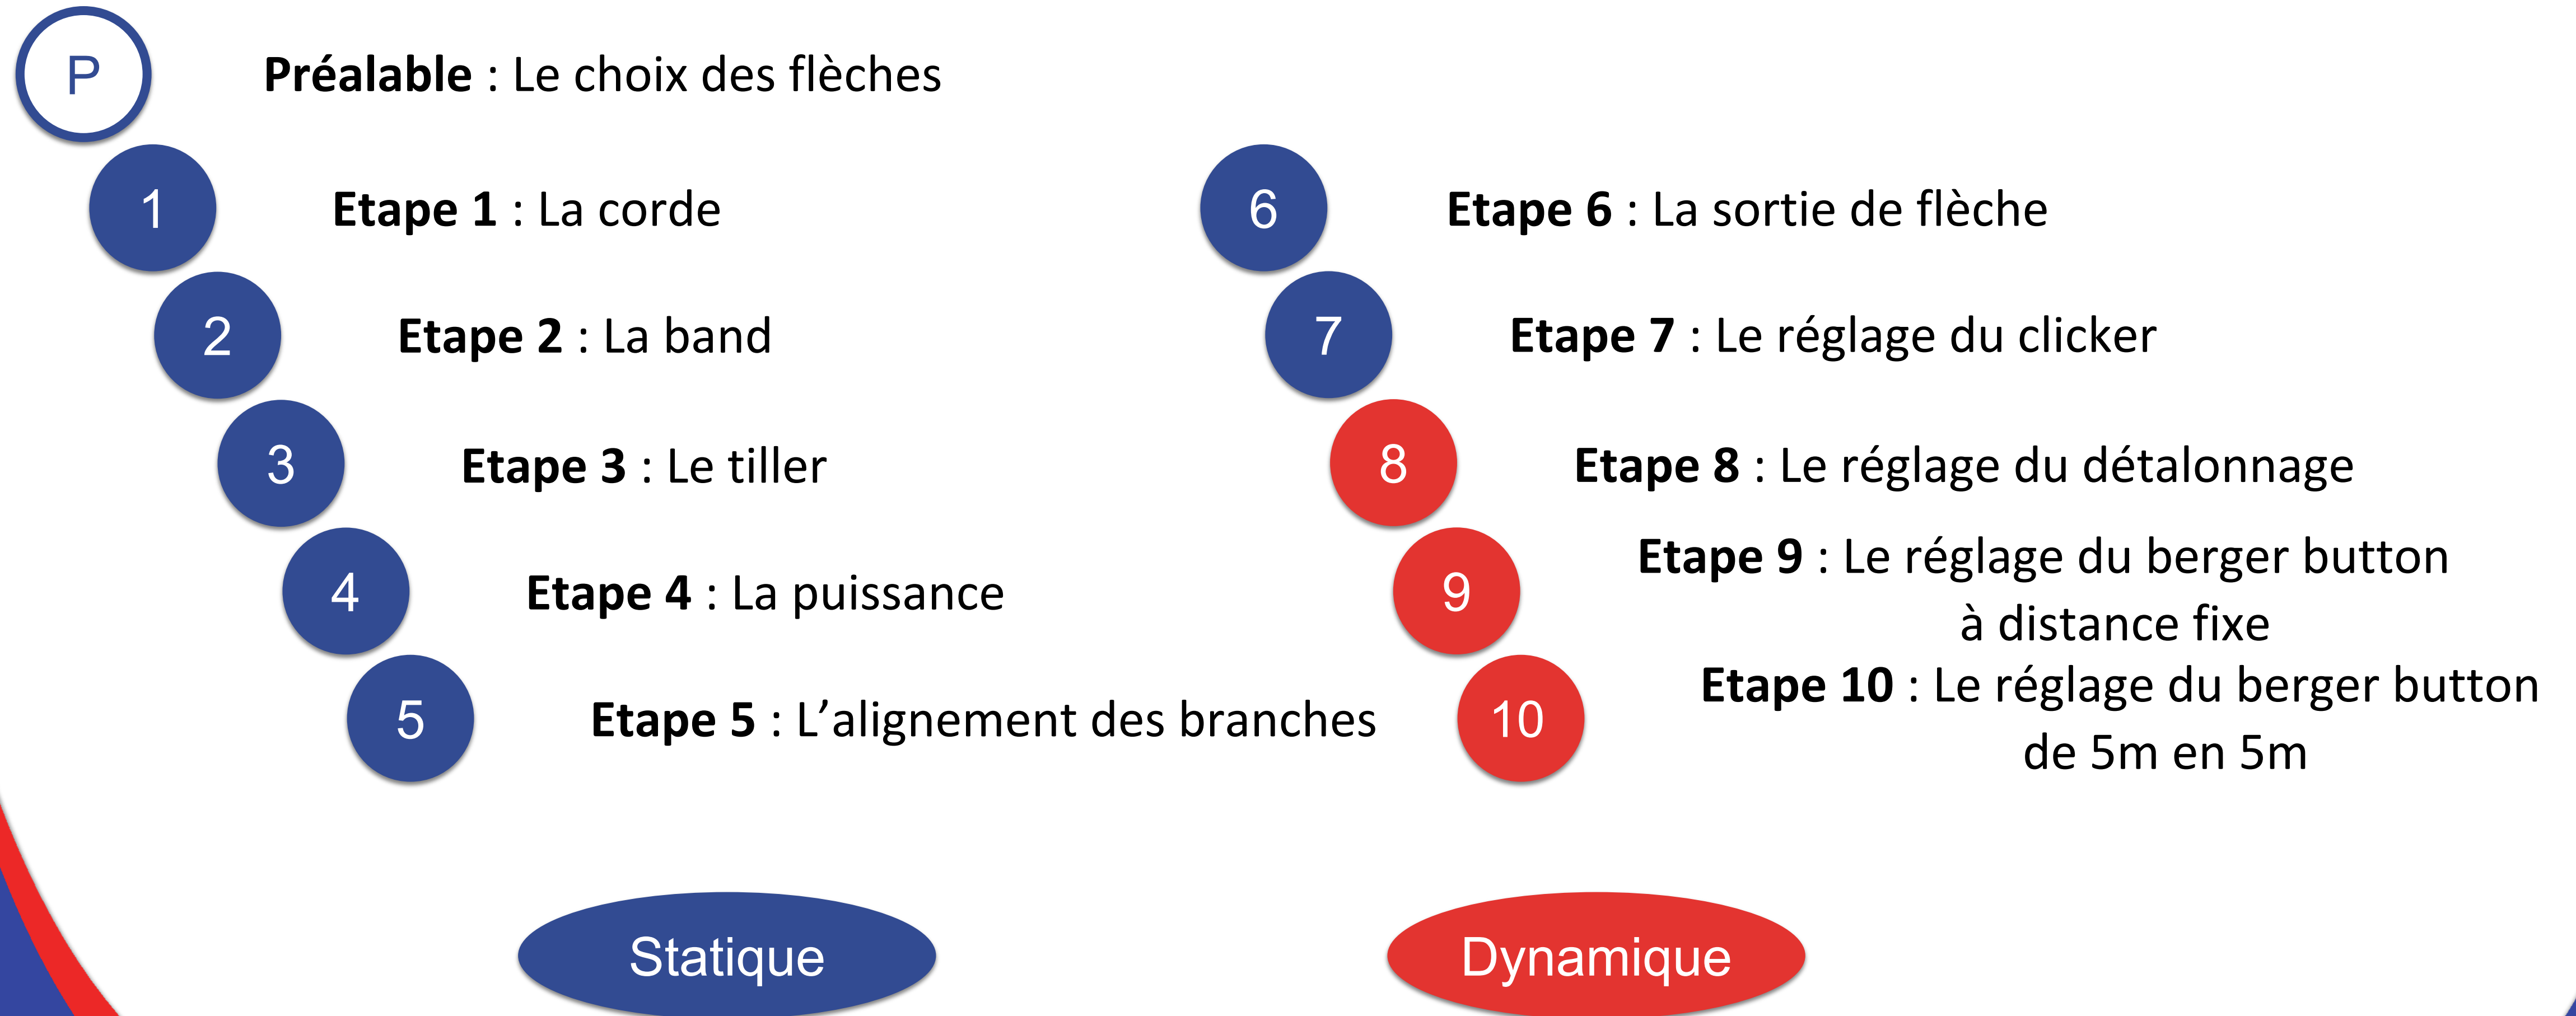 P
Préalable : Le choix des flèches
1
Etape 1 : La corde
2
Etape 2 : La band
3
Etape 3 : Le tiller
4
Etape 4 : La puissance
5
Etape 5 : L’alignement des branches
6
Etape 6 : La sortie de flèche
7
Etape 7 : Le réglage du clicker
8
Etape 8 : Le réglage du détalonnage
9
Etape 9 : Le réglage du berger button
à distance fixe
10
Etape 10 : Le réglage du berger button
de 5m en 5m
Statique
Dynamique